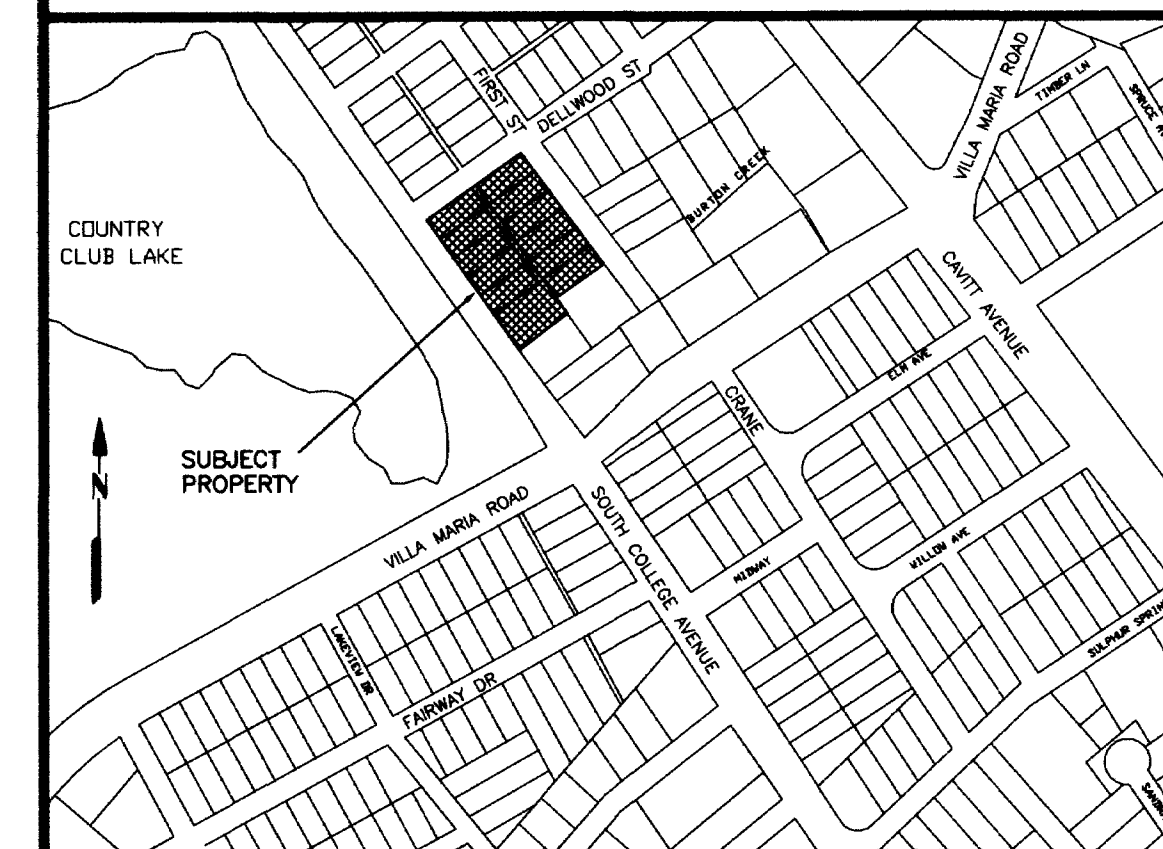 FIRST ST
DELLWOOD ST
VILLA MARIA ROAD
TIMBER LN
BURTON CREEK
COUNTRY
CLUB LAKE
CAVITT AVENUE
ELM AVE
CRANE
SUBJECT
PROPERTY
N
VILLA MARIA ROAD
SOUTH COLLEGE AVENUE
MIDWAY
WILLOW AVE
LAKEVIEW DR
FAIRWAY DR
SULPHUR